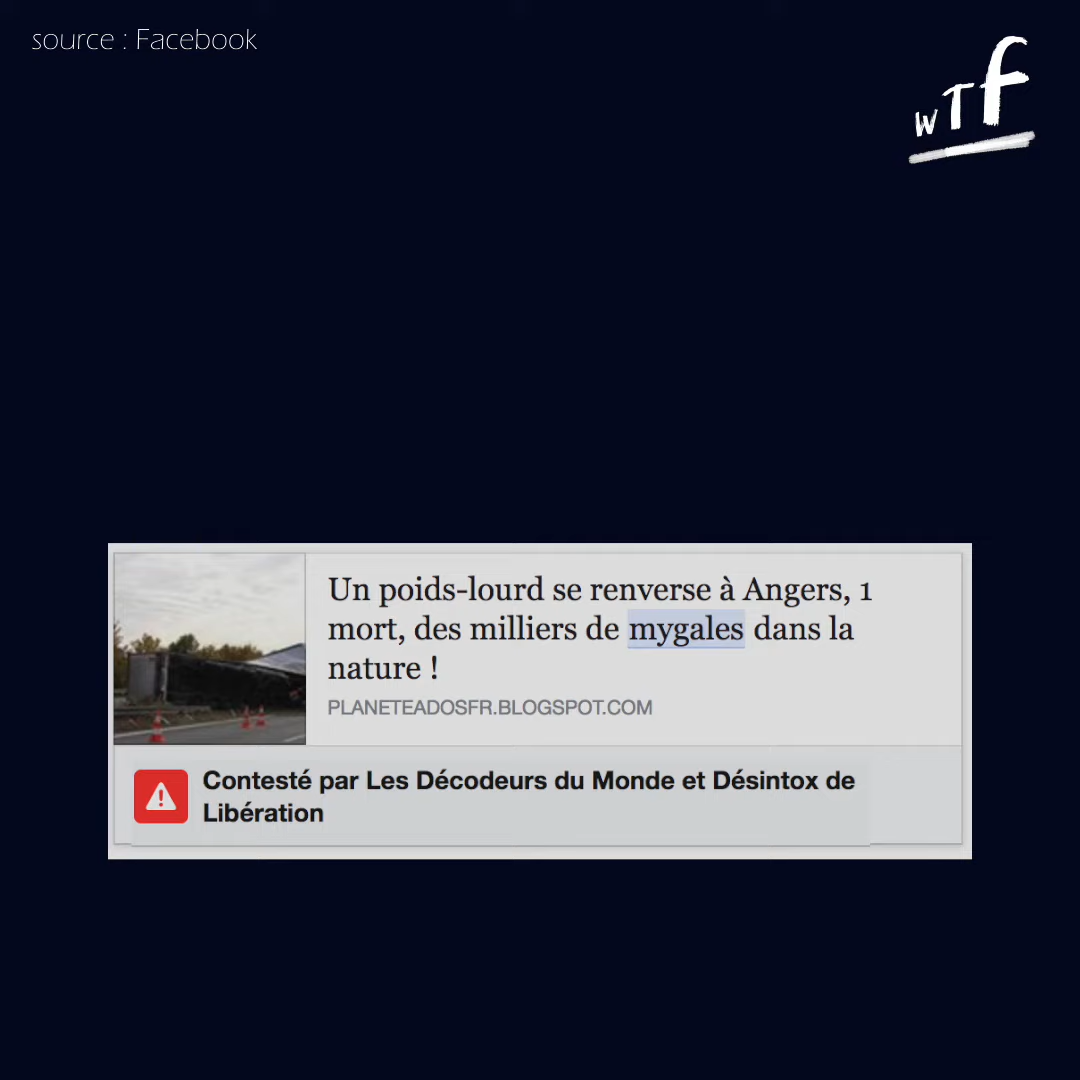 source : Facebook
wTf
Un poids-lourd se renverse à Angers, 1
mort, des milliers de mygales dans la
nature !
PLANETEADOSFR.BLOGSPOT.COM
Contesté par Les Décodeurs du Monde et Désintox de
Libération